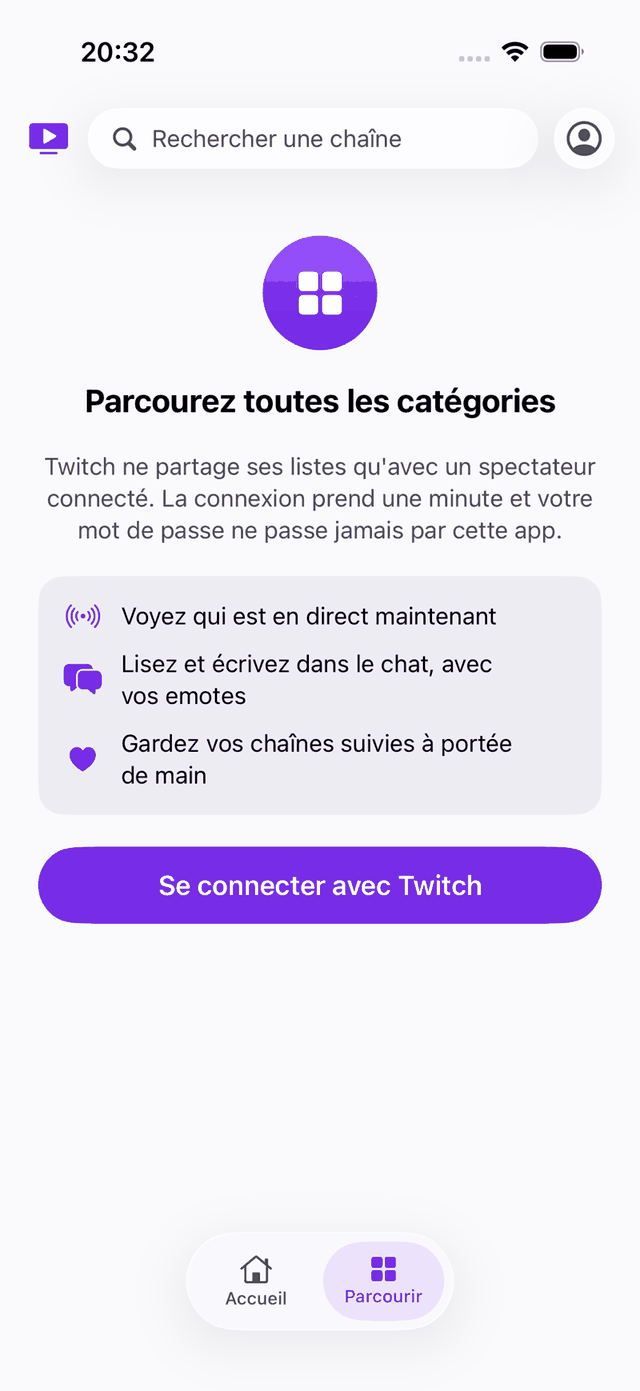 20:32
Rechercher une chaîne
Parcourez toutes les catégories
Twitch ne partage ses listes qu'avec un spectateur
connecté. La connexion prend une minute et votre
mot de passe ne passe jamais par cette app.
Voyez qui est en direct maintenant
Lisez et écrivez dans le chat, avec
vos emotes
Gardez vos chaînes suivies à portée
de main
Se connecter avec Twitch
Accueil
Parcourir